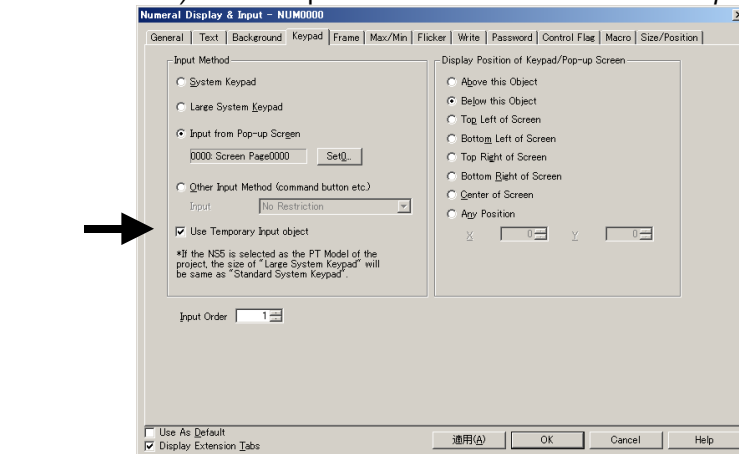 Numeral Display & Input - NUM0000
General Text Background Keypad Frame Max/Min Flicker Write Password Control Flag Macro Size/Position
Input Method
System Keypad
Large System Keypad
Input from Pop-up Screen
0000: Screen Page0000 Set0..
Other Input Method (command button etc.)
Input No Restriction
Use Temporary Input object
*If the NS5 is selected as the PT Model of the
project, the size of "Large System Keypad" will
be same as "Standard System Keypad".
Input Order 1
Display Position of Keypad/Pop-up Screen
Above this Object
Below this Object
Top Left of Screen
Bottom Left of Screen
Top Right of Screen
Bottom Right of Screen
Center of Screen
Any Position
X 0 Y 0
Use As Default
Display Extension Tabs
適用(A) OK Cancel Help